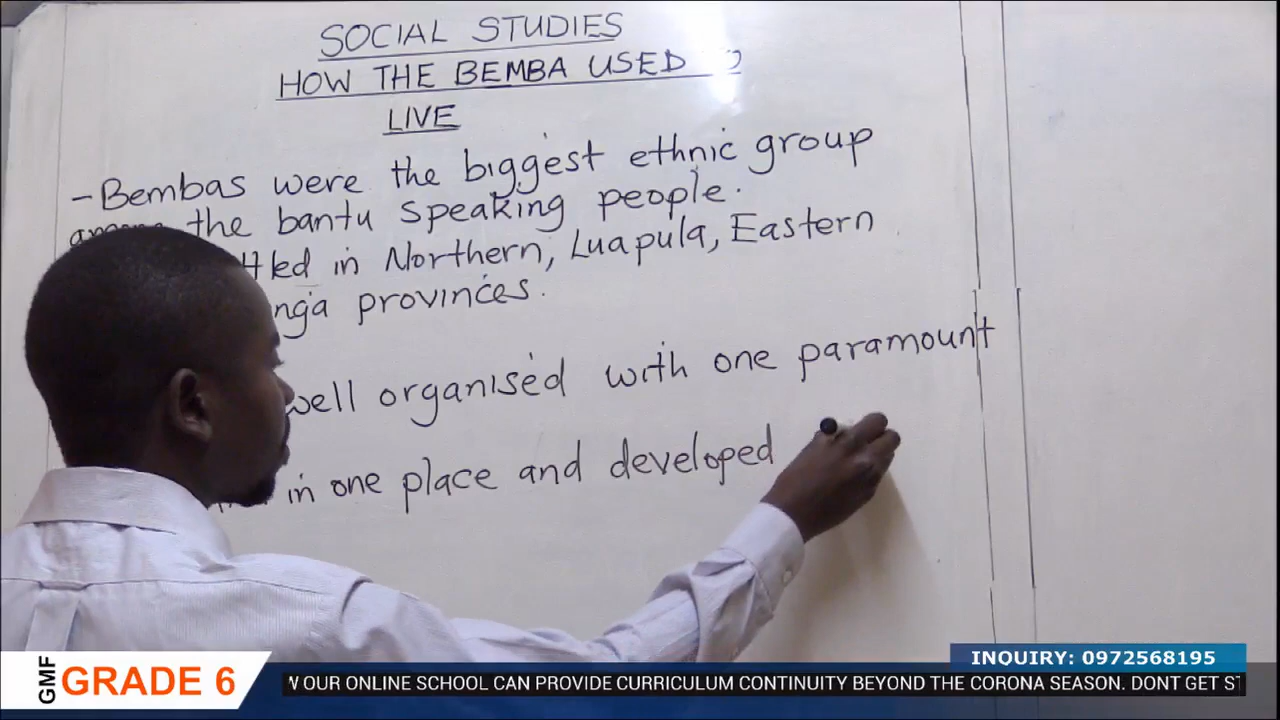 SOCIAL STUDIES
HOW THE BEMBA USED
LIVE
- Bembas were the biggest ethnic group
the bantu speaking people.
in Northern, Luapula, Eastern
provinces.
well organised with one paramount
in one place and developed
INQUIRY: 0972568195
GMF GRADE 6
OUR ONLINE SCHOOL CAN PROVIDE CURRICULUM CONTINUITY BEYOND THE CORONA SEASON. DONT GET